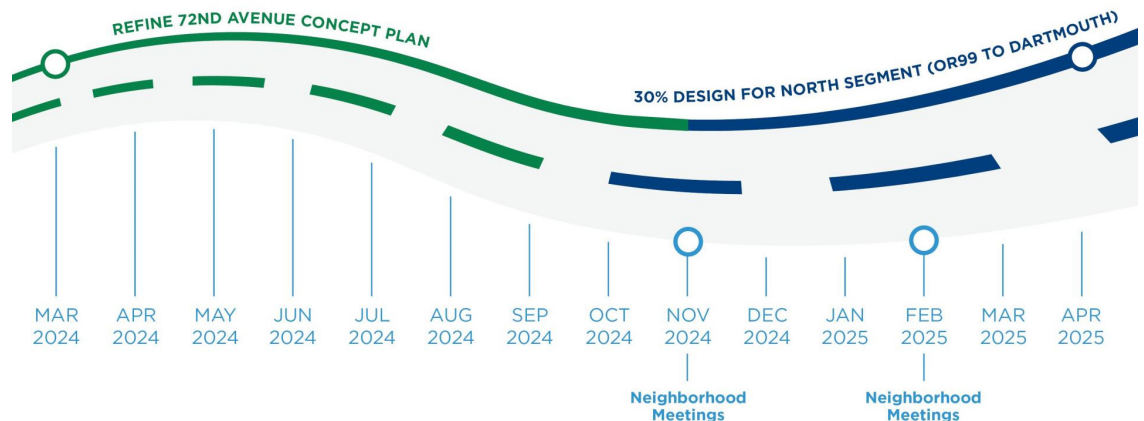 REFINE 72ND AVENUE CONCEPT PLAN
30% DESIGN FOR NORTH SEGMENT (OR99 TO DARTMOUTH)
MAR 2024
APR 2024
MAY 2024
JUN 2024
JUL 2024
AUG 2024
SEP 2024
OCT 2024
NOV 2024
DEC 2024
JAN 2025
FEB 2025
MAR 2025
APR 2025
Neighborhood
Meetings
Neighborhood
Meetings